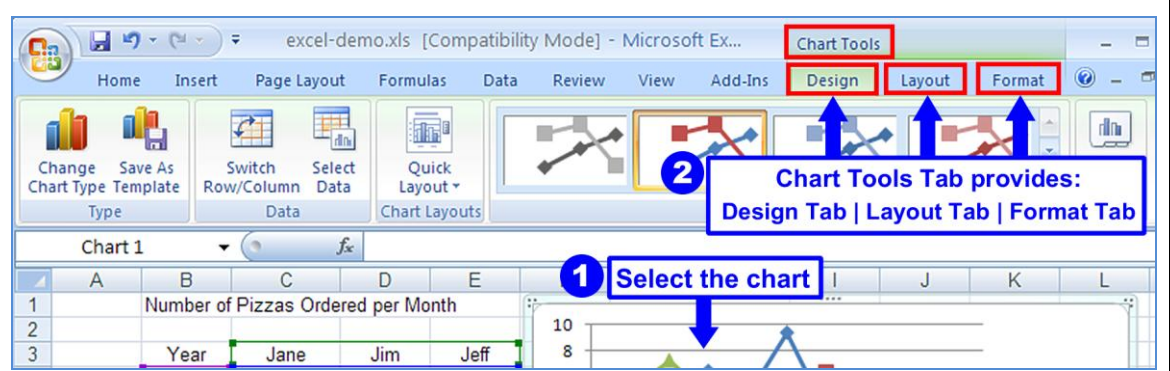 excel-demo.xls [Compatibility Mode] - Microsoft Ex... Chart Tools
Home Insert Page Layout Formulas Data Review View Add-Ins Design Layout Format
Change Chart Type
Save As Template
Switch Row/Column
Select Data
Quick Layout
Type Data Chart Layouts
2
Chart Tools Tab provides:
Design Tab | Layout Tab | Format Tab
Chart 1 fx
1 Select the chart
A B C D E I J K L
1 Number of Pizzas Ordered per Month
2
3 Year Jane Jim Jeff
10
8